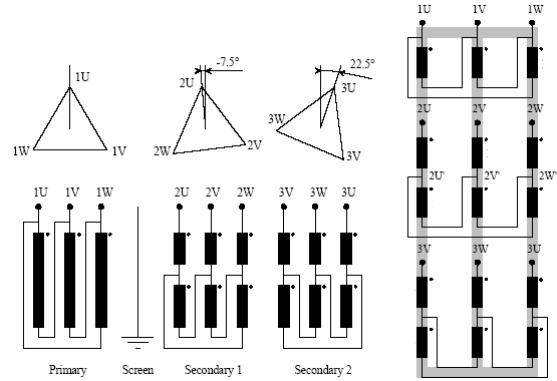 -7.5°
22.5°
1U
2U
3U
3W
1W
1V
2W
2V
3V
1U 1V 1W
2U 2V 2W
3V 3W 3U
Primary
Screen
Secondary 1
Secondary 2
1U 1V 1W
2U 2V 2W
2U' 2V' 2W'
3V 3W 3U